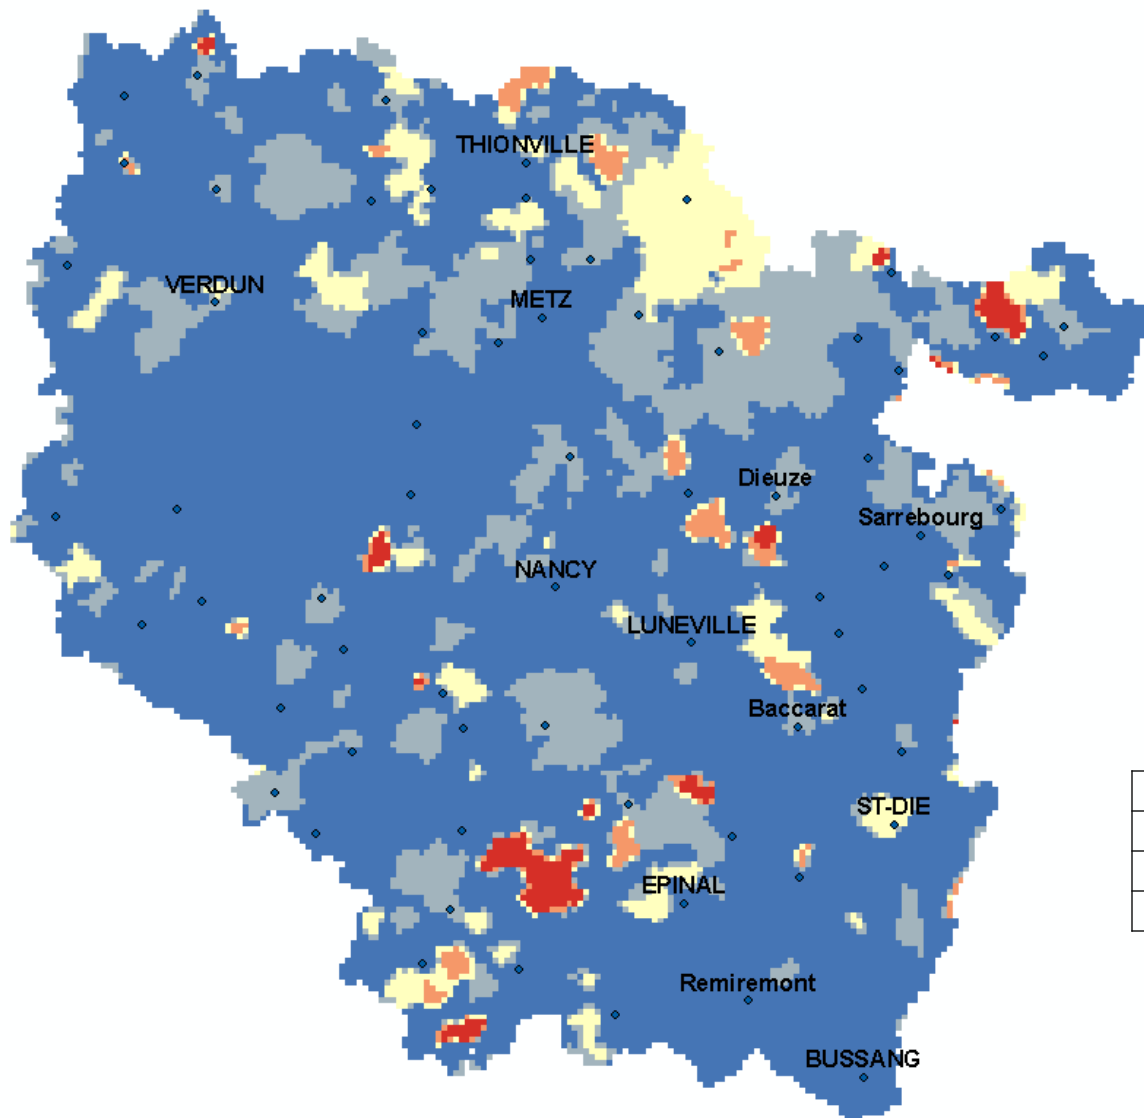 THIONVILLE
VERDUN
METZ
Dieuze
Sarrebourg
NANCY
LUNEVILLE
Baccarat
ST-DIE
EPINAL
Remiremont
BUSSANG